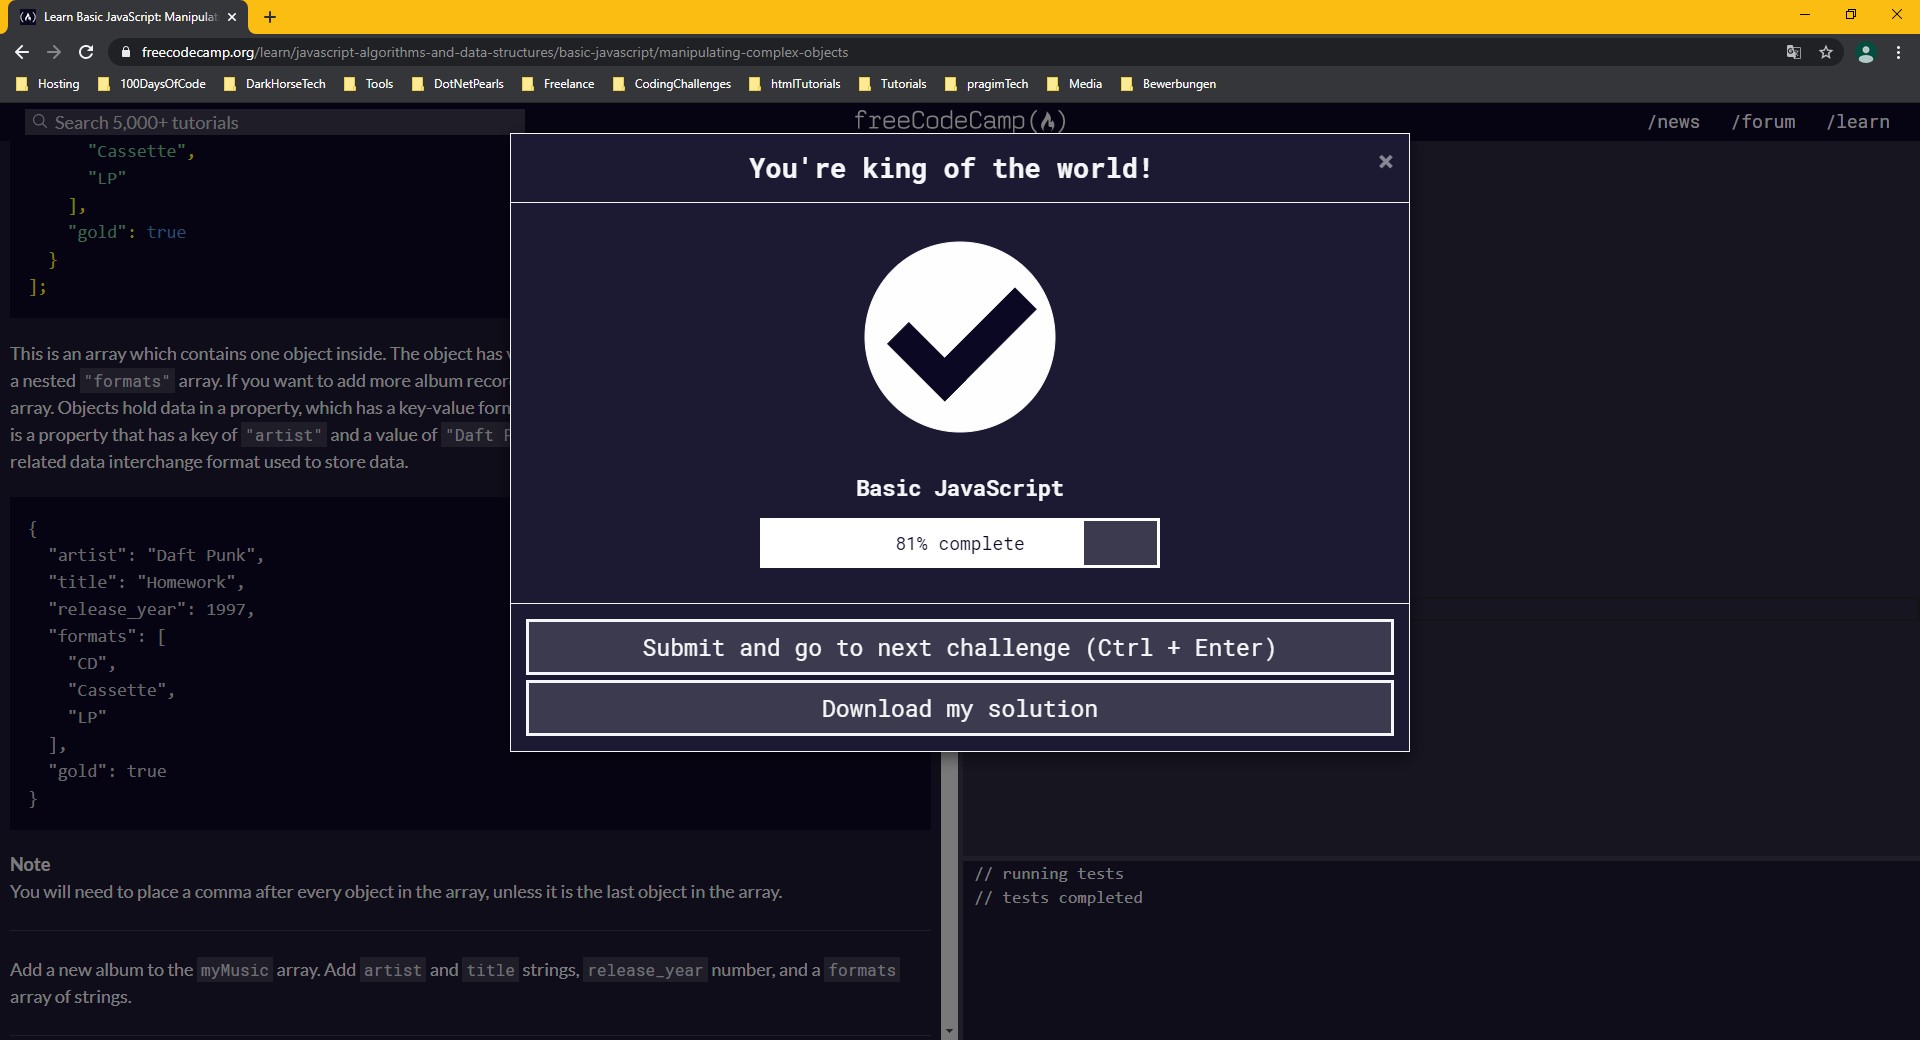 Learn Basic JavaScript: Manipulat
freecodecamp.org/learn/javascript-algorithms-and-data-structures/basic-javascript/manipulating-complex-objects
Hosting 100DaysOfCode DarkHorseTech Tools DotNetPearls Freelance CodingChallenges htmlTutorials Tutorials pragimTech Media Bewerbungen
Search 5,000+ tutorials
freeCodeCamp
/news /forum /learn
"Cassette",
"LP"
],
"gold": true
}
];
This is an array which contains one object inside. The object has
a nested "formats" array. If you want to add more album recor
array. Objects hold data in a property, which has a key-value form
is a property that has a key of "artist" and a value of "Daft
related data interchange format used to store data.
{
"artist": "Daft Punk",
"title": "Homework",
"release_year": 1997,
"formats": [
"CD",
"Cassette",
"LP"
],
"gold": true
}
Note
You will need to place a comma after every object in the array, unless it is the last object in the array.
Add a new album to the myMusic array. Add artist and title strings, release_year number, and a formats
array of strings.
You're king of the world!
×
Basic JavaScript
81% complete
Submit and go to next challenge (Ctrl + Enter)
Download my solution
// running tests
// tests completed